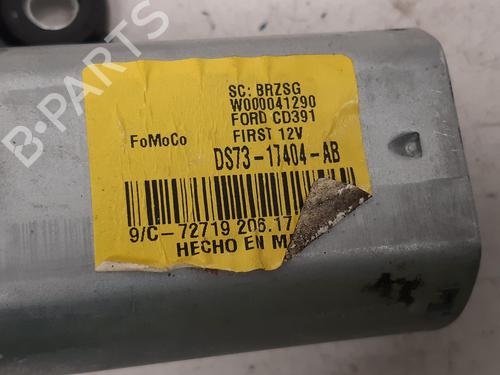 SC: BRZSG
W000041290
FORD CD391
FIRST 12V
FoMoCo
DS73-17404-AB
9/C-72719 206.17
HECHO EN
B-PARTS